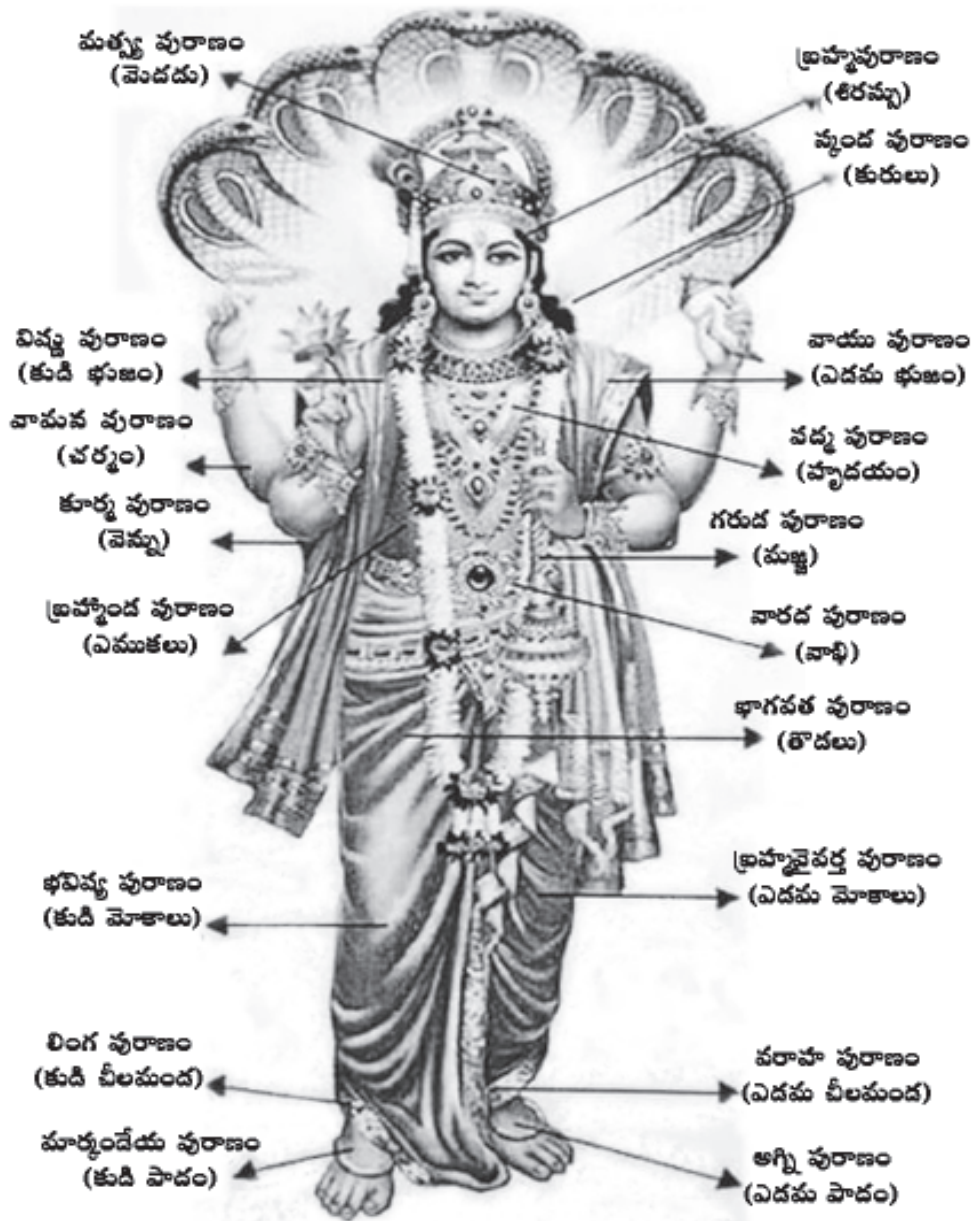 మత్స్య పురాణం
(మెదడు)
బ్రహ్మపురాణం
(శిరస్సు)
స్కంద పురాణం
(కురులు)
విష్ణు పురాణం
(కుడి భుజం)
వాయు పురాణం
(ఎడమ భుజం)
వామన పురాణం
(చర్మం)
పద్మ పురాణం
(హృదయం)
కూర్మ పురాణం
(వెన్ను)
గరుడ పురాణం
(మజ్జ)
బ్రహ్మాండ పురాణం
(ఎముకలు)
నారద పురాణం
(నాభి)
భాగవత పురాణం
(తొడలు)
బ్రహ్మవైవర్త పురాణం
(ఎడమ మోకాలు)
భవిష్య పురాణం
(కుడి మోకాలు)
లింగ పురాణం
(కుడి చీలమండ)
వరాహ పురాణం
(ఎడమ చీలమండ)
మార్కండేయ పురాణం
(కుడి పాదం)
అగ్ని పురాణం
(ఎడమ పాదం)